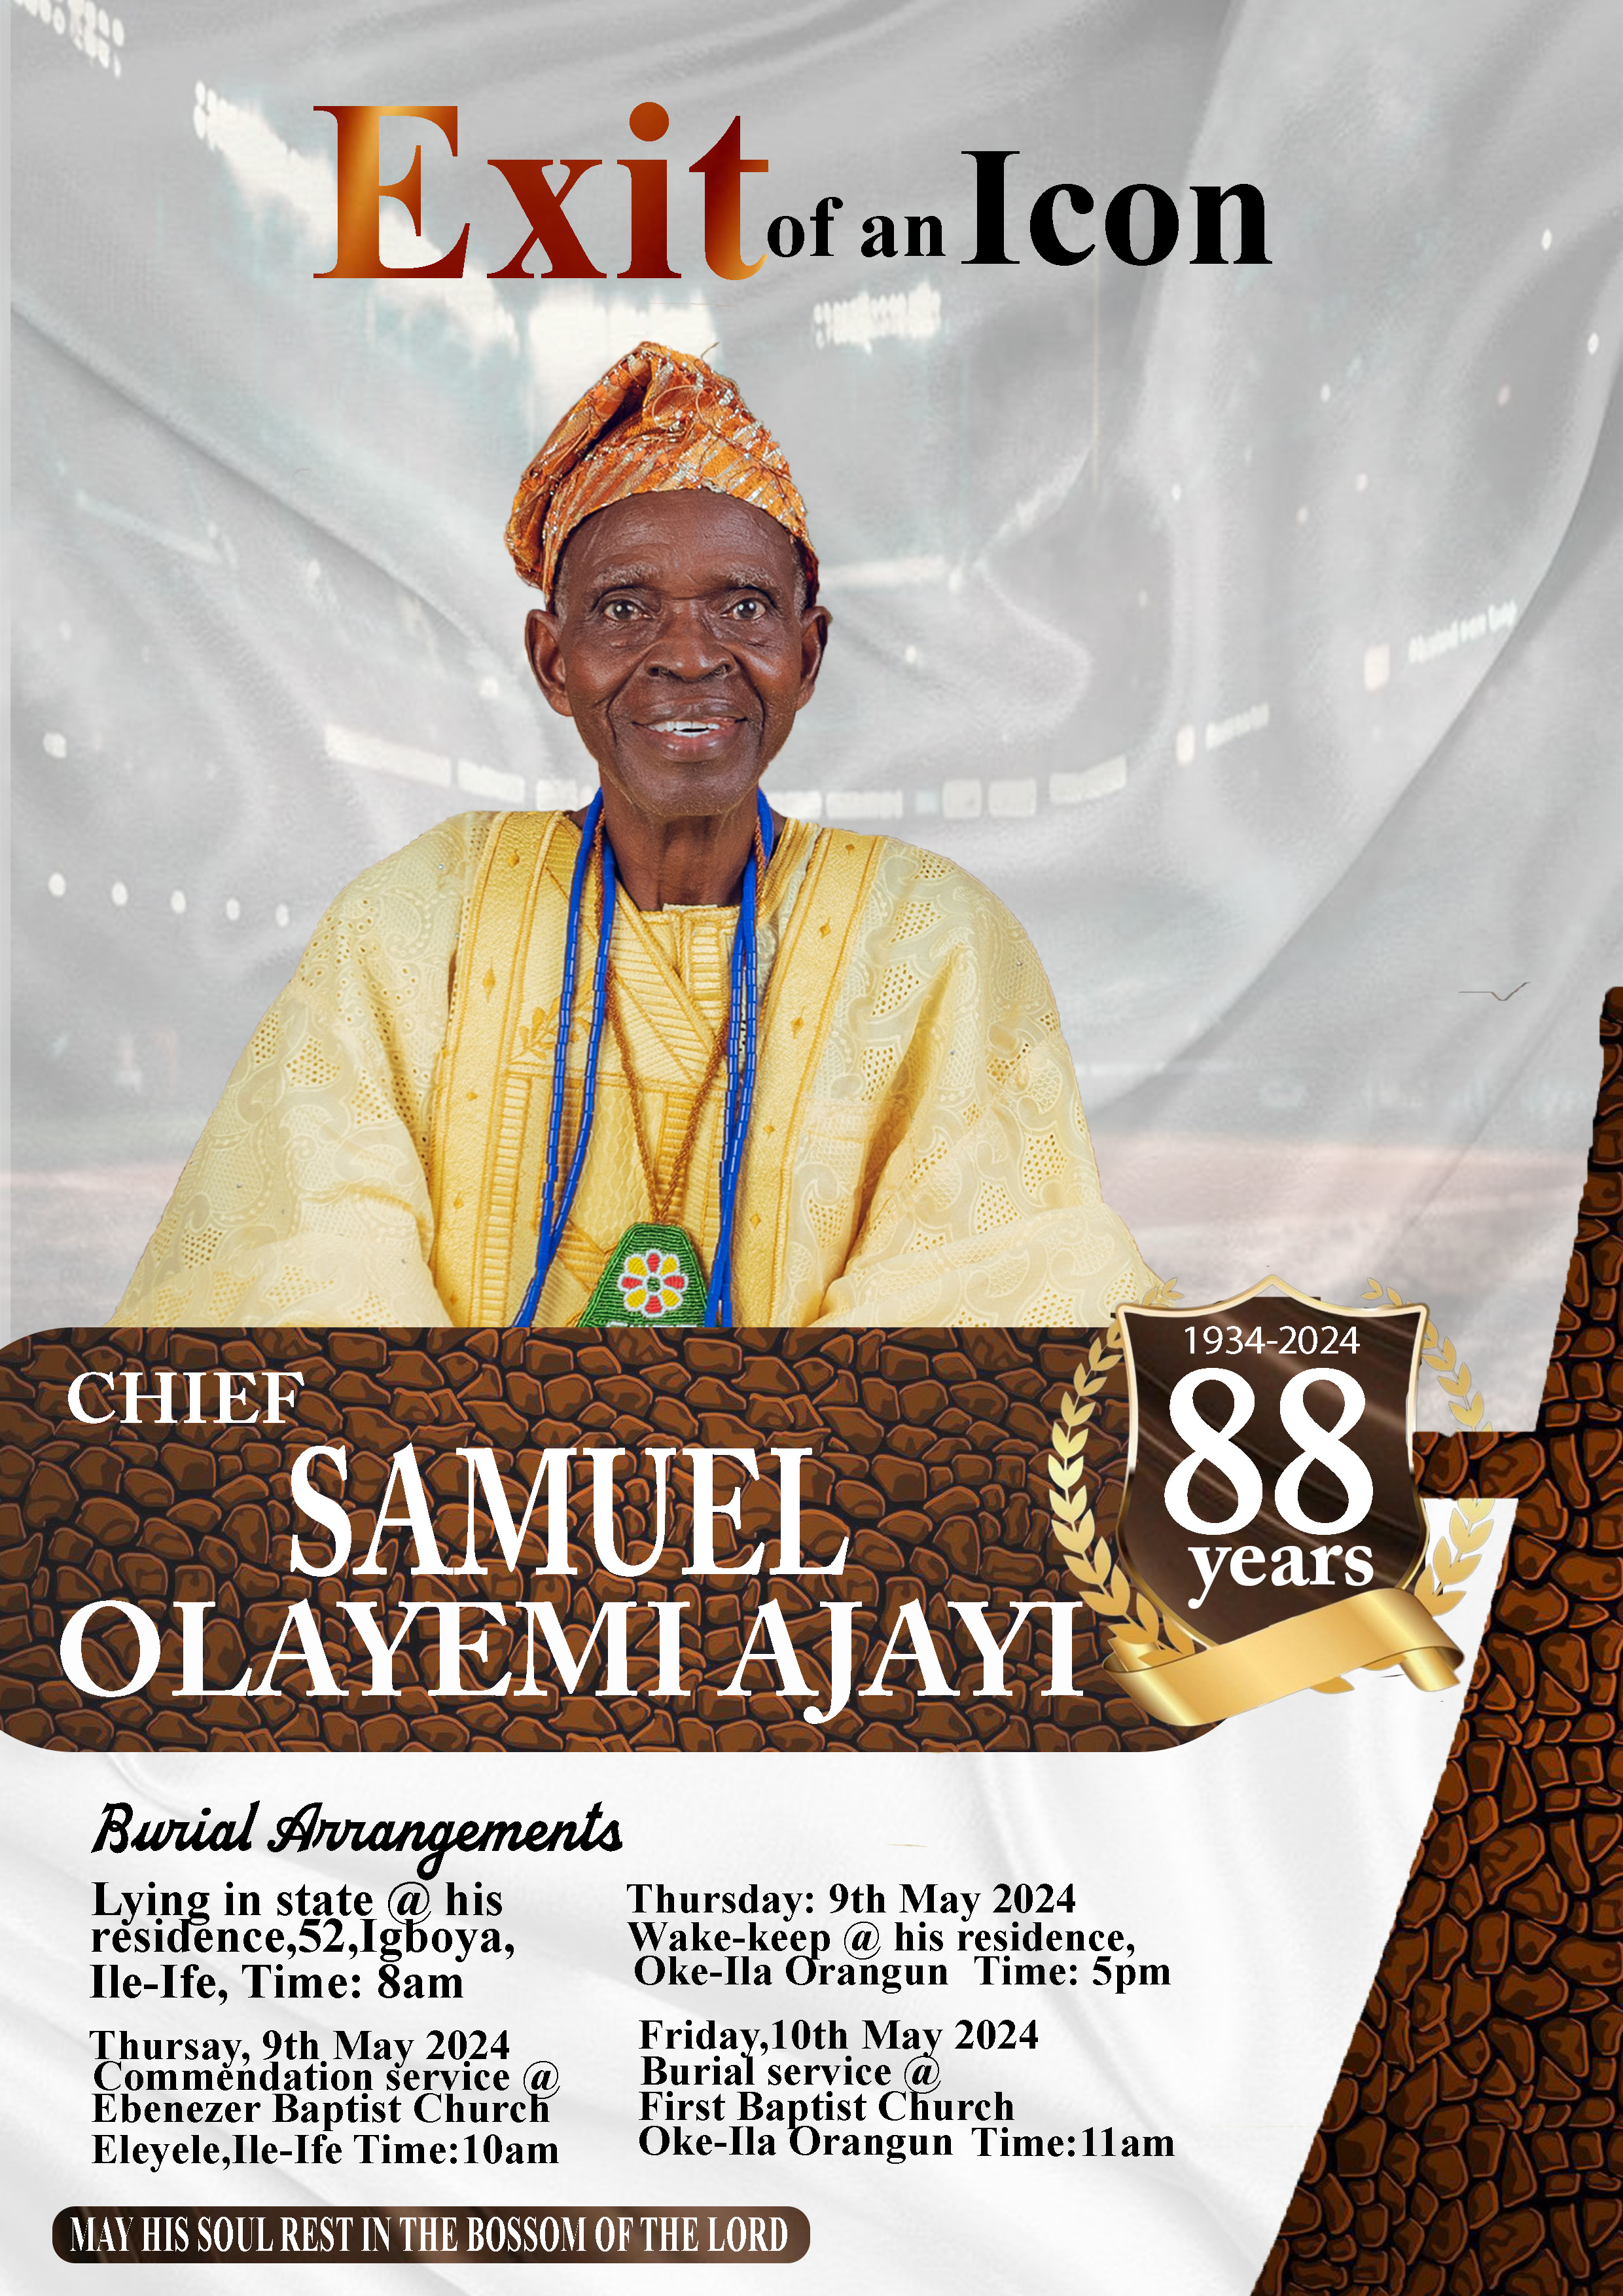 Exit of an Icon
CHIEF
SAMUEL
OLAYEMI AJAYI
1934-2024
88
years
Burial Arrangements
Lying in state @ his
residence,52,Igboya,
Ile-Ife, Time: 8am
Thursay, 9th May 2024
Commendation service @
Ebenezer Baptist Church
Eleyele,Ile-Ife Time:10am
Thursday: 9th May 2024
Wake-keep @ his residence,
Oke-Ila Orangun Time: 5pm
Friday,10th May 2024
Burial service @
First Baptist Church
Oke-Ila Orangun Time:11am
MAY HIS SOUL REST IN THE BOSSOM OF THE LORD